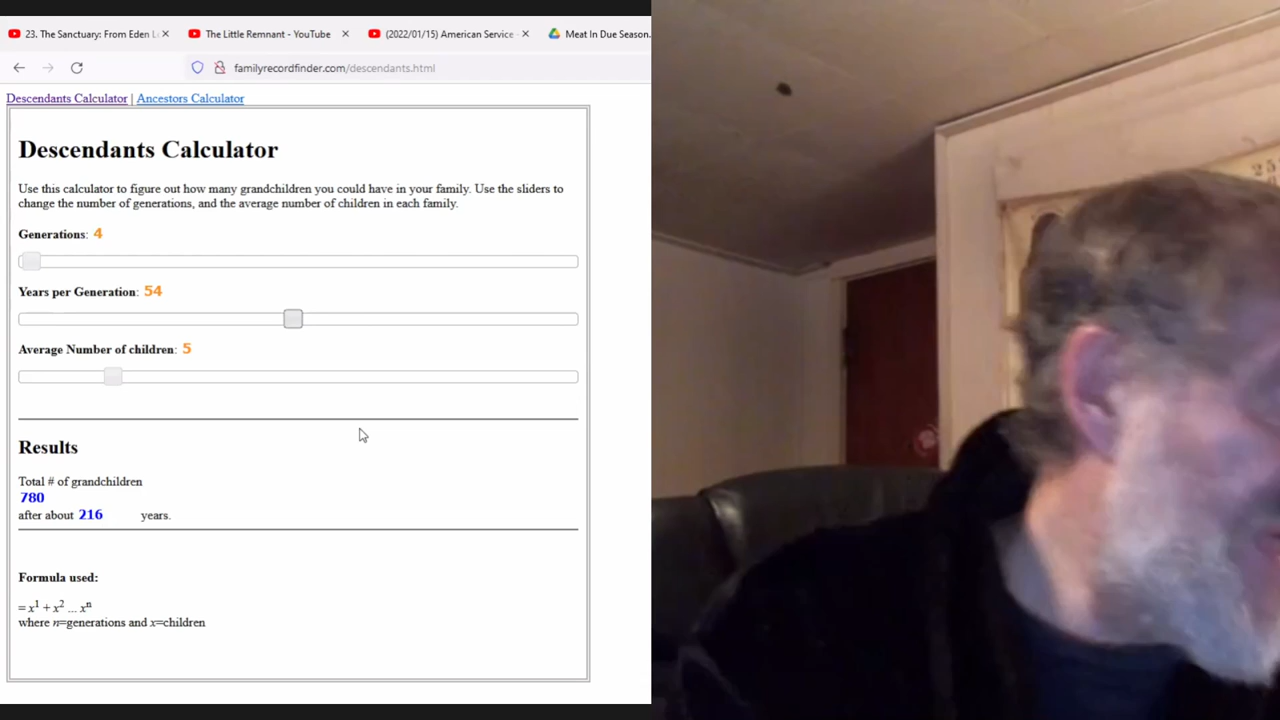 23. The Sanctuary: From Eden L
The Little Remnant - YouTube
(2022/01/15) American Service -
Meat In Due Season.
familyrecordfinder.com/descendants.html
Descendants Calculator | Ancestors Calculator
Descendants Calculator
Use this calculator to figure out how many grandchildren you could have in your family. Use the sliders to
change the number of generations, and the average number of children in each family.
Generations: 4
Years per Generation: 54
Average Number of children: 5
Results
Total # of grandchildren
780
after about 216 years.
Formula used:
= x¹ + x² ... xⁿ
where n=generations and x=children
25